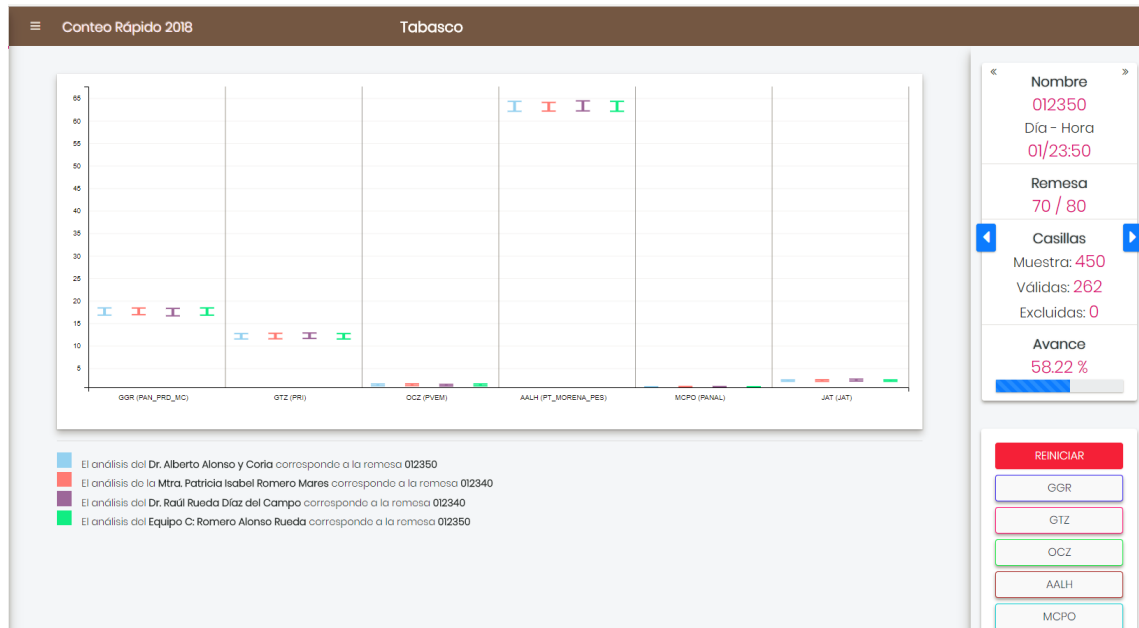 ≡ Conteo Rápido 2018 Tabasco
65
60
55
50
45
40
35
30
25
20
15
10
5
GGR (PAN_PRD_MC) GTZ (PRI) OCZ (PVEM) AALH (PT_MORENA_PES) MCPO (PANAL) JAT (JAT)
El análisis del Dr. Alberto Alonso y Coria corresponde a la remesa 012350
El análisis de la Mtra. Patricia Isabel Romero Mares corresponde a la remesa 012340
El análisis del Dr. Raúl Rueda Díaz del Campo corresponde a la remesa 012340
El análisis del Equipo C: Romero Alonso Rueda corresponde a la remesa 012350
« »
Nombre
012350
Día - Hora
01/23:50
Remesa
70 / 80
Casillas
Muestra: 450
Válidas: 262
Excluidas: 0
Avance
58.22 %
REINICIAR
GGR
GTZ
OCZ
AALH
MCPO